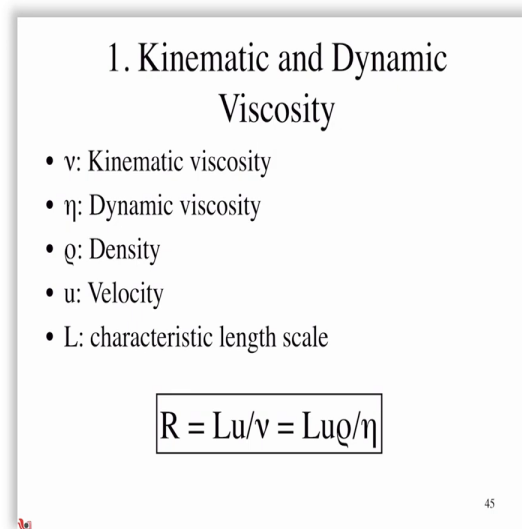 1. Kinematic and Dynamic
Viscosity
• ν: Kinematic viscosity
• η: Dynamic viscosity
• ϱ: Density
• u: Velocity
• L: characteristic length scale
R = Lu/ν = Luϱ/η
45